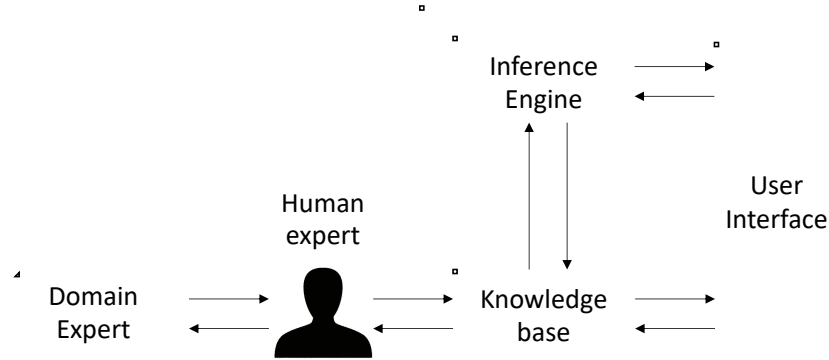 Inference
Engine
User
Interface
Human
expert
Domain
Expert
Knowledge
base